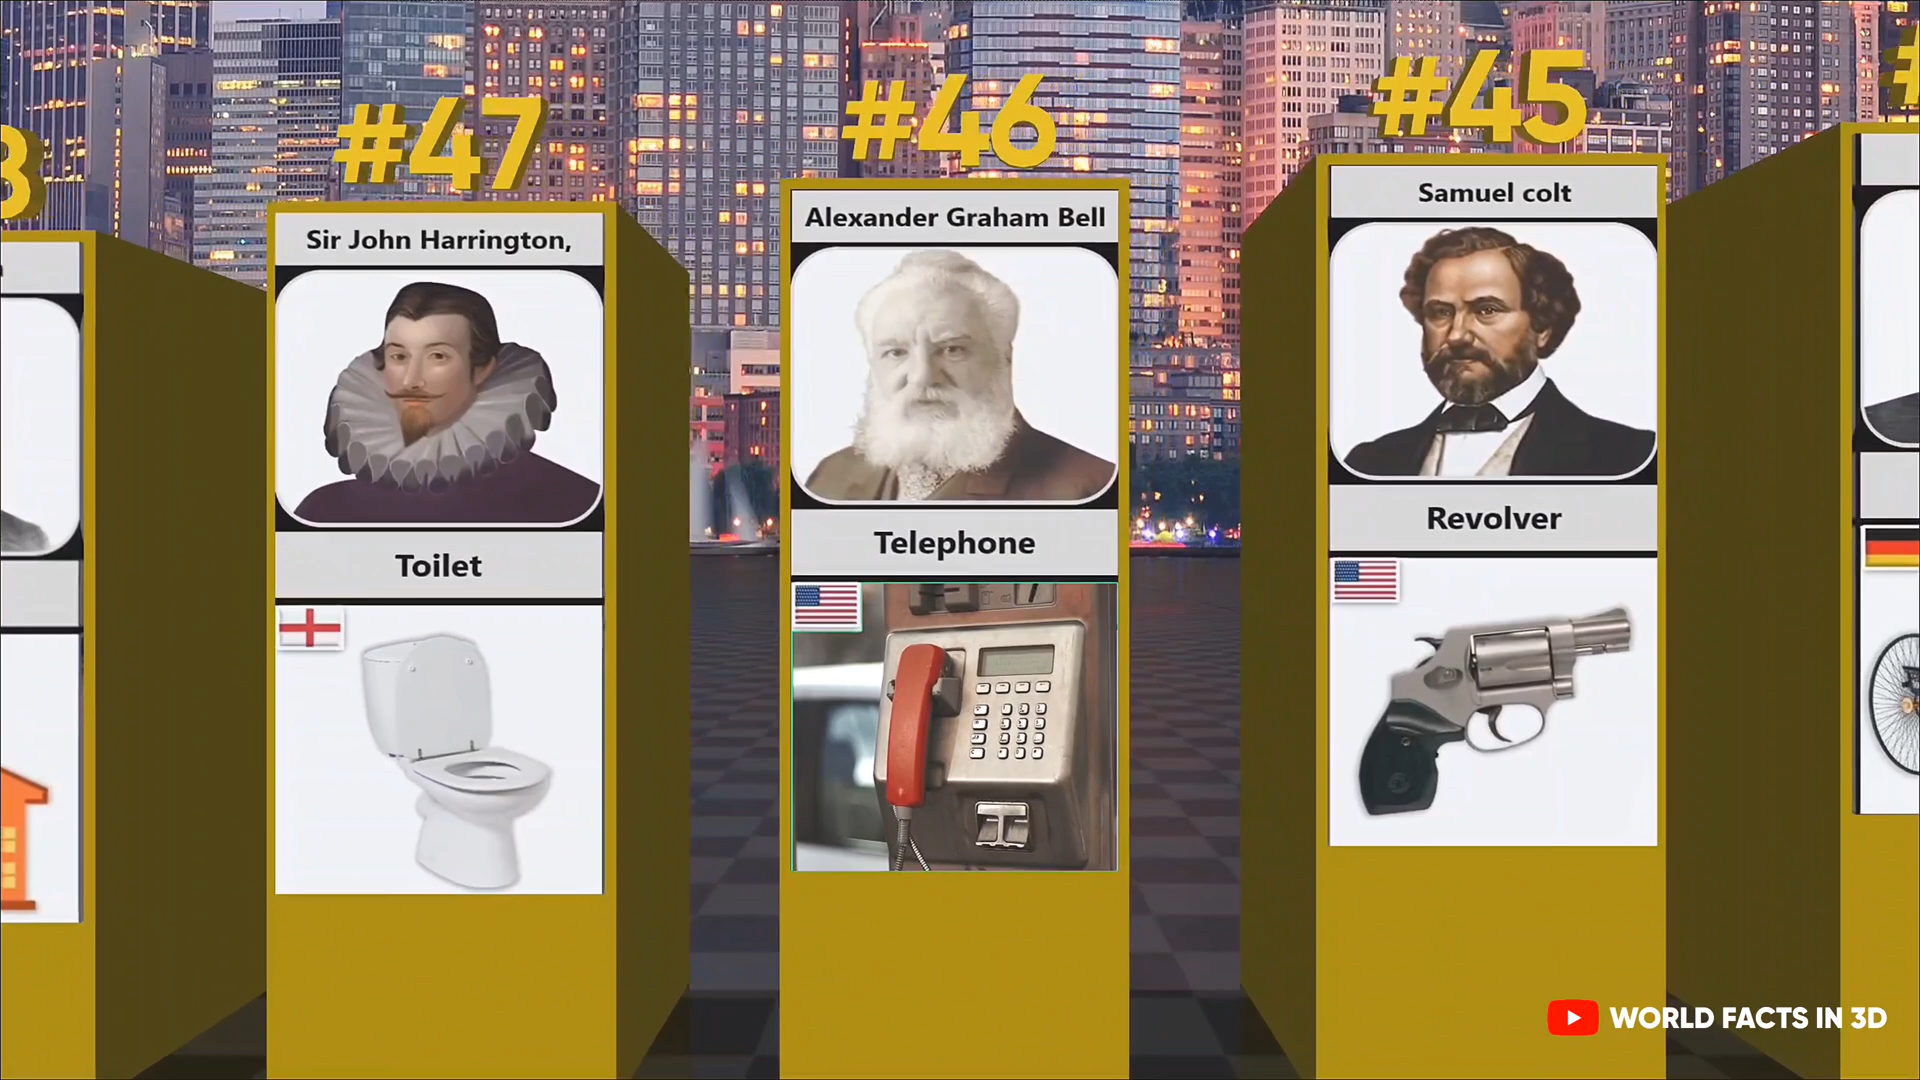 #47
#46
#45
Sir John Harrington,
Alexander Graham Bell
Samuel colt
Toilet
Telephone
Revolver
WORLD FACTS IN 3D